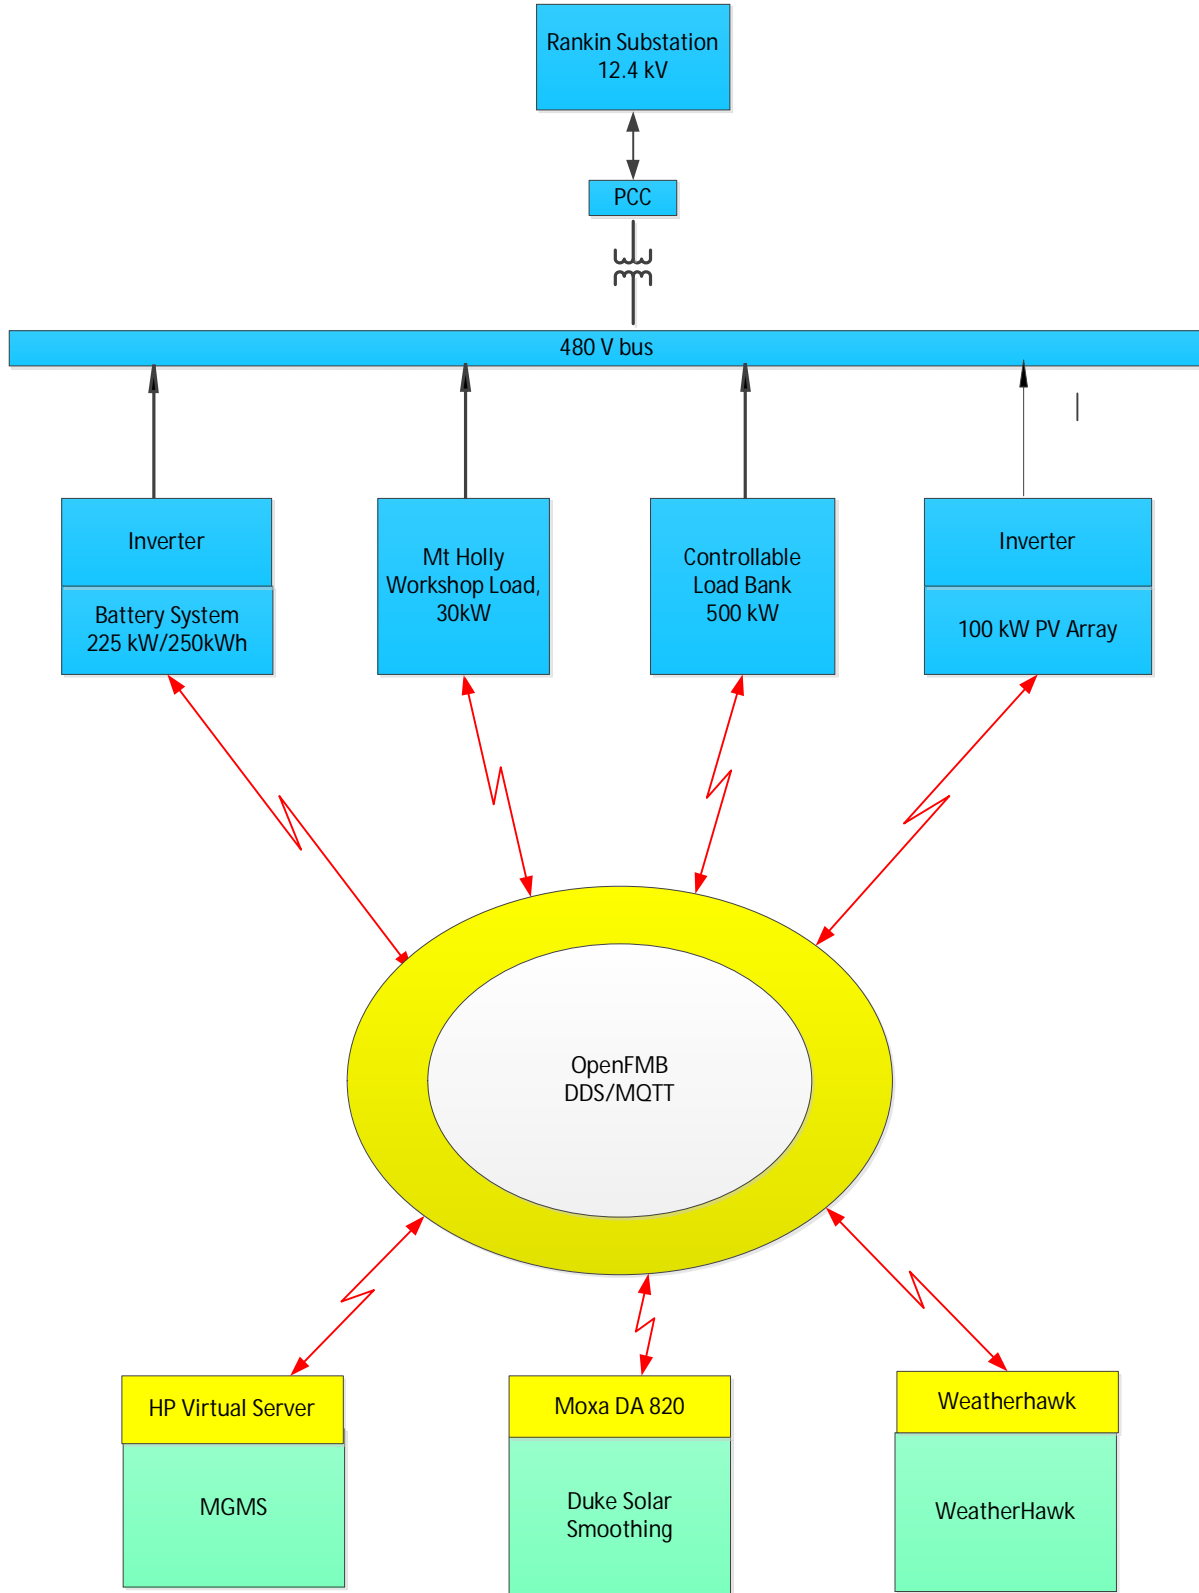 Rankin Substation
12.4 kV
PCC
480 V bus
Inverter
Battery System
225 kW/250kWh
Mt Holly
Workshop Load,
30kW
Controllable
Load Bank
500 kW
Inverter
100 kW PV Array
OpenFMB
DDS/MQTT
HP Virtual Server
MGMS
Moxa DA 820
Duke Solar
Smoothing
Weatherhawk
WeatherHawk